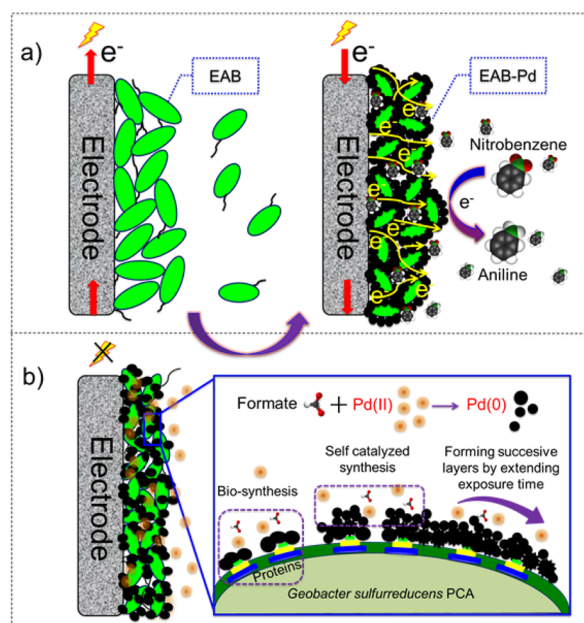 a)
e-
EAB
Electrode
e-
EAB-Pd
Electrode
e-
e-
e-
e-
e
e-
Nitrobenzene
e-
Aniline
b)
Electrode
Formate + Pd(II) Pd(0)
Self catalyzed
synthesis
Forming succesive
layers by extending
exposure time
Bio-synthesis
Proteins
Geobacter sulfurreducens PCA